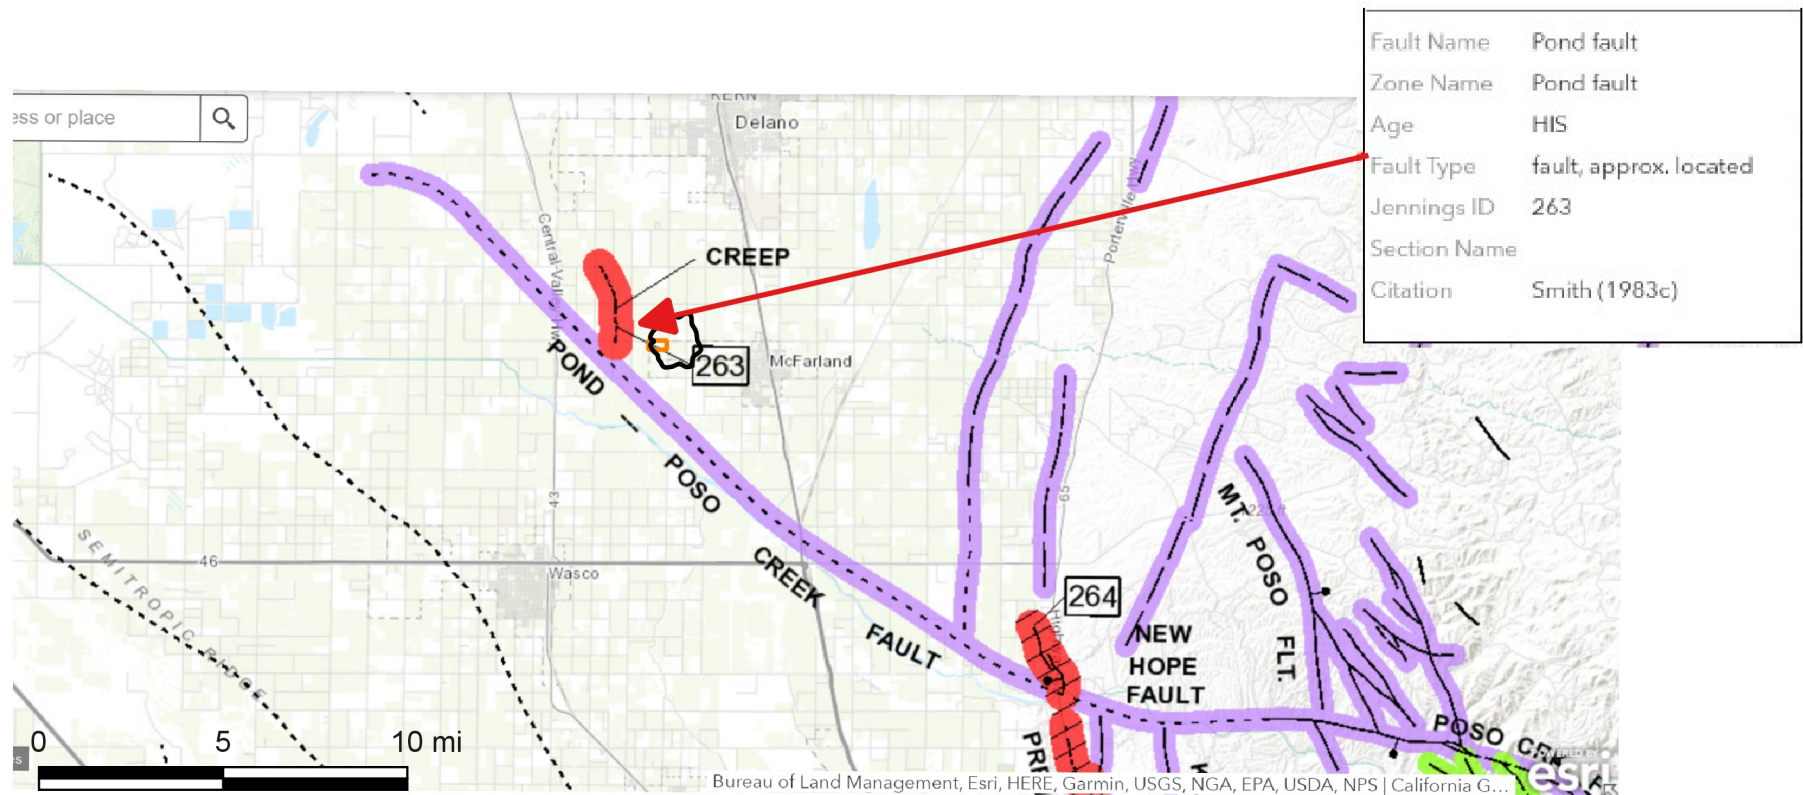 Fault Name Pond fault
Zone Name Pond fault
Age HIS
Fault Type fault, approx. located
Jennings ID 263
Section Name
Citation Smith (1983c)
ess or place
KERN
Delano
Porterville Hwy
Central Valley Hwy
CREEP
263
McFarland
POND
POSO
CREEK
FAULT
43
65
46
Wasco
SEMITROPIC RIDGE
264
NEW
HOPE
FAULT
MT. POSO FLT.
POSO
0 5 10 mi
POWERED BY
esri
Bureau of Land Management, Esri, HERE, Garmin, USGS, NGA, EPA, USDA, NPS | California G...